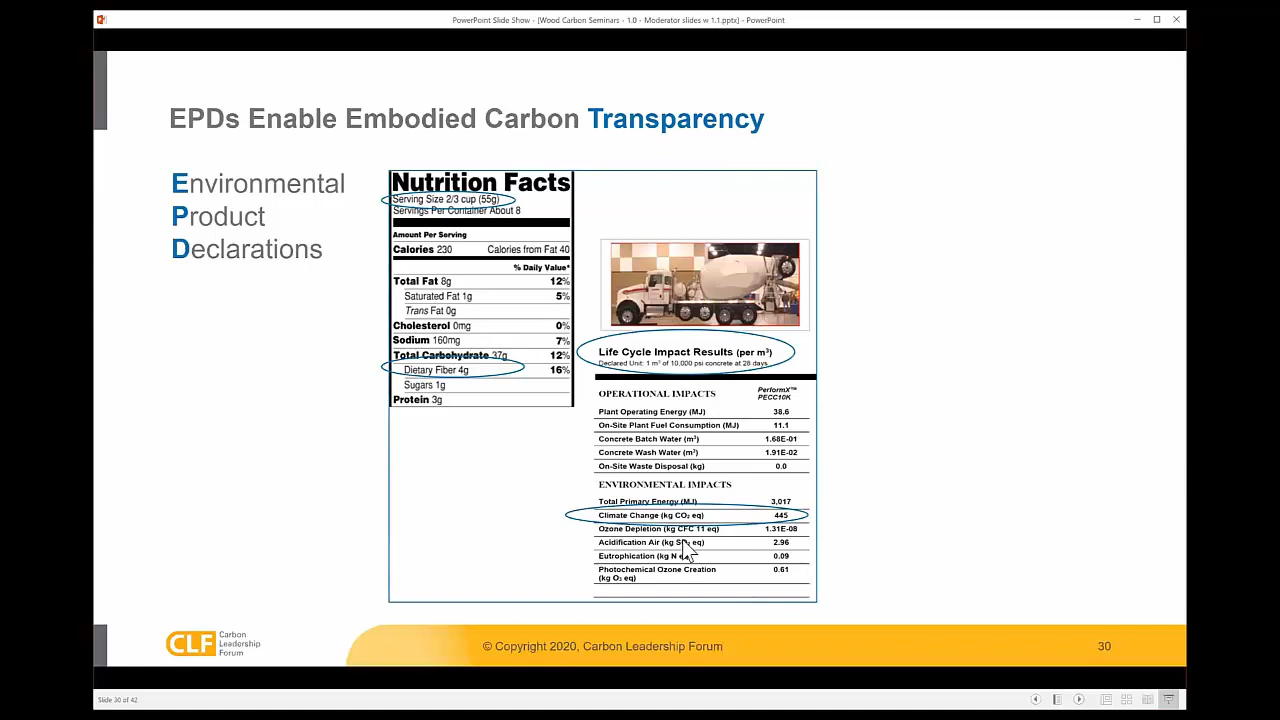 PowerPoint Slide Show - [Wood Carbon Seminars - 1.0 - Moderator slides w 1.1.pptx] - PowerPoint
EPDs Enable Embodied Carbon Transparency
Environmental
Product
Declarations
Nutrition Facts
Serving Size 2/3 cup (55g)
Servings Per Container About 8
Amount Per Serving
Calories 230 Calories from Fat 40
% Daily Value*
Total Fat 8g 12%
Saturated Fat 1g 5%
Trans Fat 0g
Cholesterol 0mg 0%
Sodium 160mg 7%
Total Carbohydrate 37g 12%
Dietary Fiber 4g 16%
Sugars 1g
Protein 3g
Life Cycle Impact Results (per m³)
Declared Unit: 1 m³ of 10,000 psi concrete at 28 days
OPERATIONAL IMPACTS PerformX™ PECC10K
Plant Operating Energy (MJ) 38.6
On-Site Plant Fuel Consumption (MJ) 11.1
Concrete Batch Water (m³) 1.68E-01
Concrete Wash Water (m³) 1.91E-02
On-Site Waste Disposal (kg) 0.0
ENVIRONMENTAL IMPACTS
Total Primary Energy (MJ) 3,017
Climate Change (kg CO₂ eq) 445
Ozone Depletion (kg CFC 11 eq) 1.31E-08
Acidification Air (kg SO₂ eq) 2.96
Eutrophication (kg N eq) 0.09
Photochemical Ozone Creation 0.61
(kg O₃ eq)
CLF Carbon
Leadership
Forum
© Copyright 2020, Carbon Leadership Forum
30
Slide 30 of 42